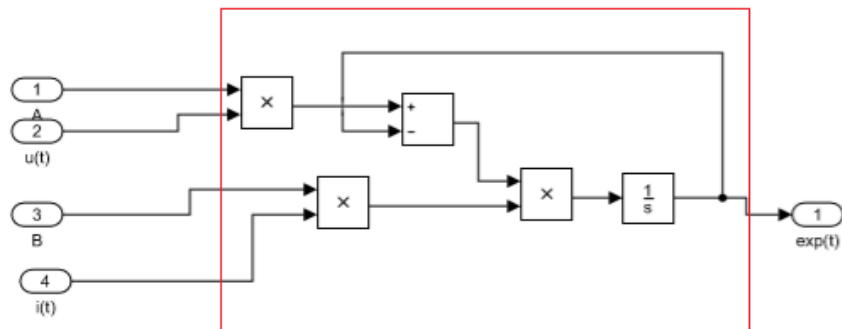 1
A
2
u(t)
3
B
4
i(t)
×
+
−
×
×
1
s
1
exp(t)